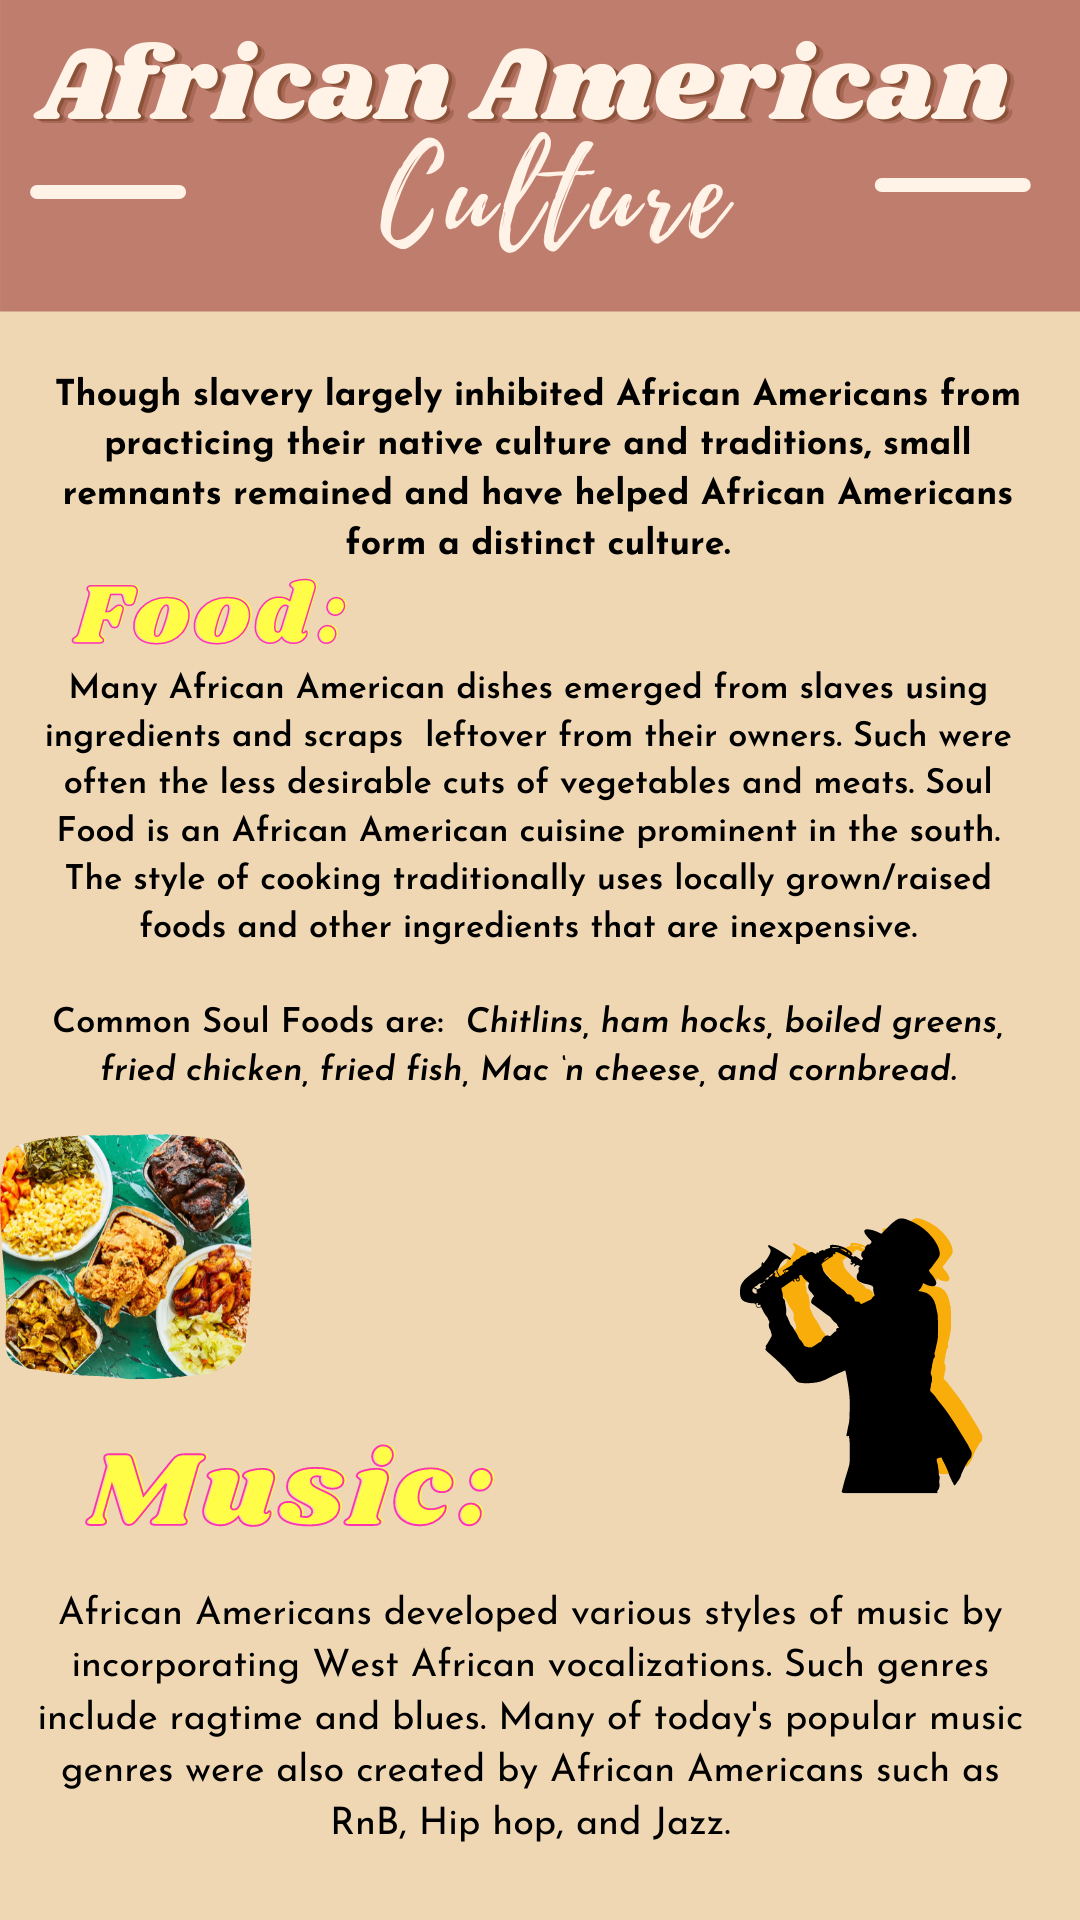 African American
Culture
Though slavery largely inhibited African Americans from
practicing their native culture and traditions, small
remnants remained and have helped African Americans
form a distinct culture.
Food:
Many African American dishes emerged from slaves using
ingredients and scraps  leftover from their owners. Such were
often the less desirable cuts of vegetables and meats. Soul
Food is an African American cuisine prominent in the south.
The style of cooking traditionally uses locally grown/raised
foods and other ingredients that are inexpensive.
Common Soul Foods are:  Chitlins, ham hocks, boiled greens,
fried chicken, fried fish, Mac `n cheese, and cornbread.
Music:
African Americans developed various styles of music by
incorporating West African vocalizations. Such genres
include ragtime and blues. Many of today's popular music
genres were also created by African Americans such as
RnB, Hip hop, and Jazz.